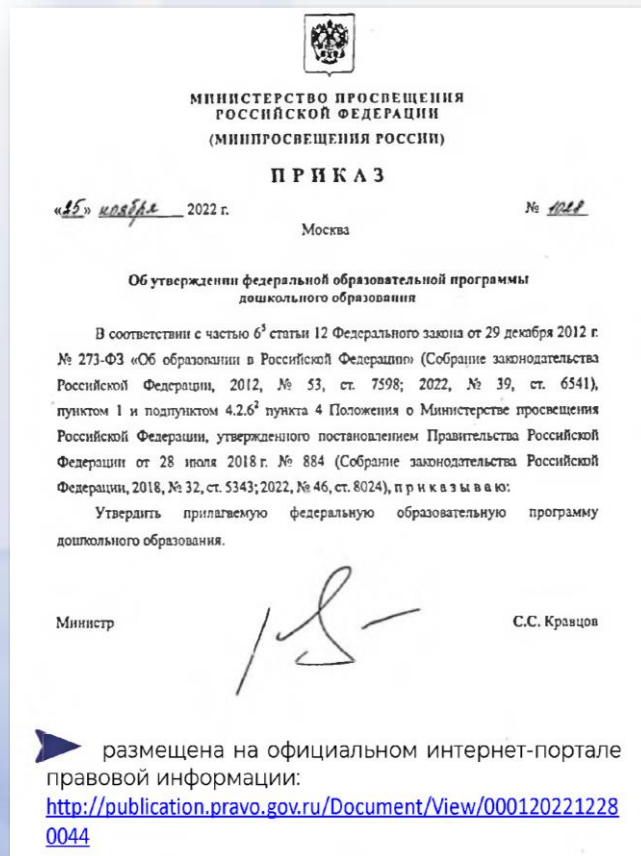 МИНИСТЕРСТВО ПРОСВЕЩЕНИЯ
РОССИЙСКОЙ ФЕДЕРАЦИИ
(МИНПРОСВЕЩЕНИЯ РОССИИ)
ПРИКАЗ
«25» ноября 2022 г. № 1028
Москва
Об утверждении федеральной образовательной программы
дошкольного образования
В соответствии с частью 6⁵ статьи 12 Федерального закона от 29 декабря 2012 г.
№ 273-ФЗ «Об образовании в Российской Федерации» (Собрание законодательства
Российской Федерации, 2012, № 53, ст. 7598; 2022, № 39, ст. 6541),
пунктом 1 и подпунктом 4.2.6² пункта 4 Положения о Министерстве просвещения
Российской Федерации, утвержденного постановлением Правительства Российской
Федерации от 28 июля 2018 г. № 884 (Собрание законодательства Российской
Федерации, 2018, № 32, ст. 5343; 2022, № 46, ст. 8024), п р и к а з ы в а ю:
Утвердить прилагаемую федеральную образовательную программу
дошкольного образования.
Министр С.С. Кравцов
размещена на официальном интернет-портале
правовой информации:
http://publication.pravo.gov.ru/Document/View/000120221228
0044